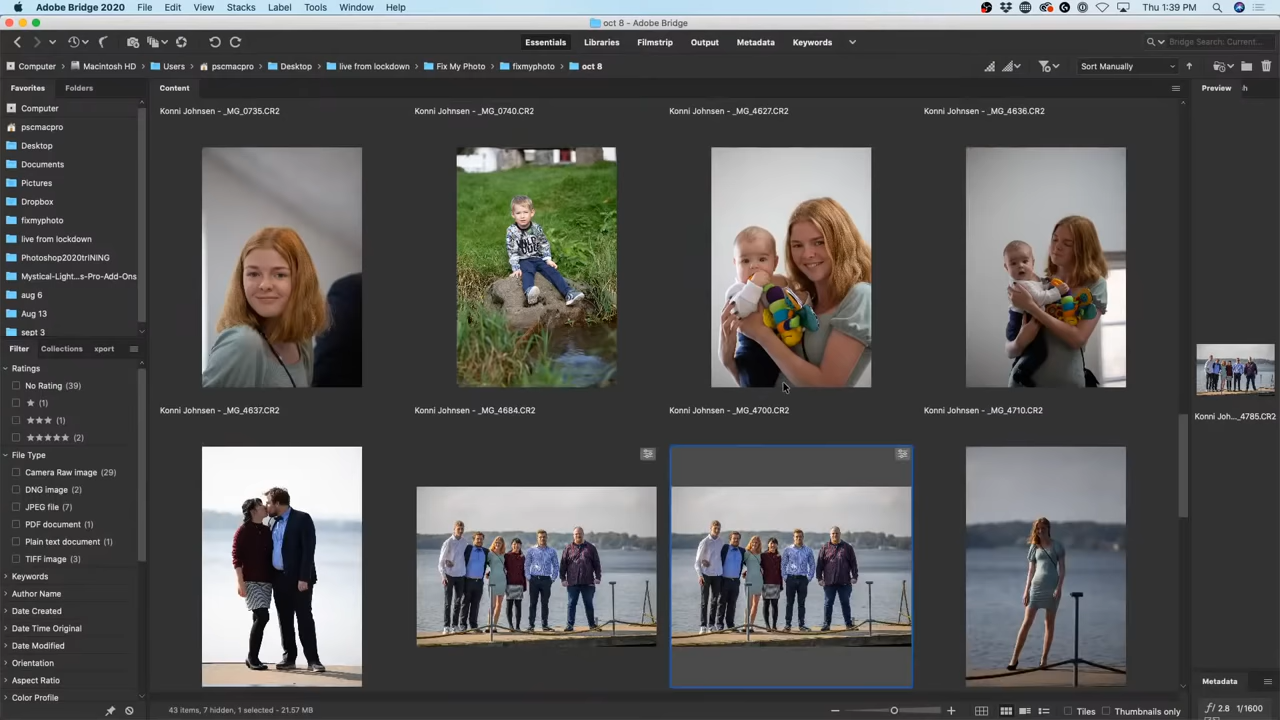 Adobe Bridge 2020 File Edit View Stacks Label Tools Window Help Thu 1:39 PM
oct 8 - Adobe Bridge
Essentials Libraries Filmstrip Output Metadata Keywords Bridge Search: Current...
Computer Macintosh HD Users pscmacpro Desktop live from lockdown Fix My Photo fixmyphoto oct 8 Sort Manually
Favorites Folders Content Preview
Computer
pscmacpro
Desktop
Documents
Pictures
Dropbox
fixmyphoto
live from lockdown
Photoshop2020trINING
Mystical-Light...s-Pro-Add-Ons
aug 6
Aug 13
sept 3
Filter Collections xport
Ratings
No Rating (39)
(1)
(1)
(2)
File Type
Camera Raw image (29)
DNG image (2)
JPEG file (7)
PDF document (1)
Plain text document (1)
TIFF image (3)
Keywords
Author Name
Date Created
Date Time Original
Date Modified
Orientation
Aspect Ratio
Color Profile
Konni Johnsen - _MG_0735.CR2 Konni Johnsen - _MG_0740.CR2 Konni Johnsen - _MG_4627.CR2 Konni Johnsen - _MG_4636.CR2
Konni Johnsen - _MG_4637.CR2 Konni Johnsen - _MG_4684.CR2 Konni Johnsen - _MG_4700.CR2 Konni Johnsen - _MG_4710.CR2
Konni Joh..._4785.CR2
Metadata
43 items, 7 hidden, 1 selected - 21.57 MB Tiles Thumbnails only
f/ 2.8 1/1600